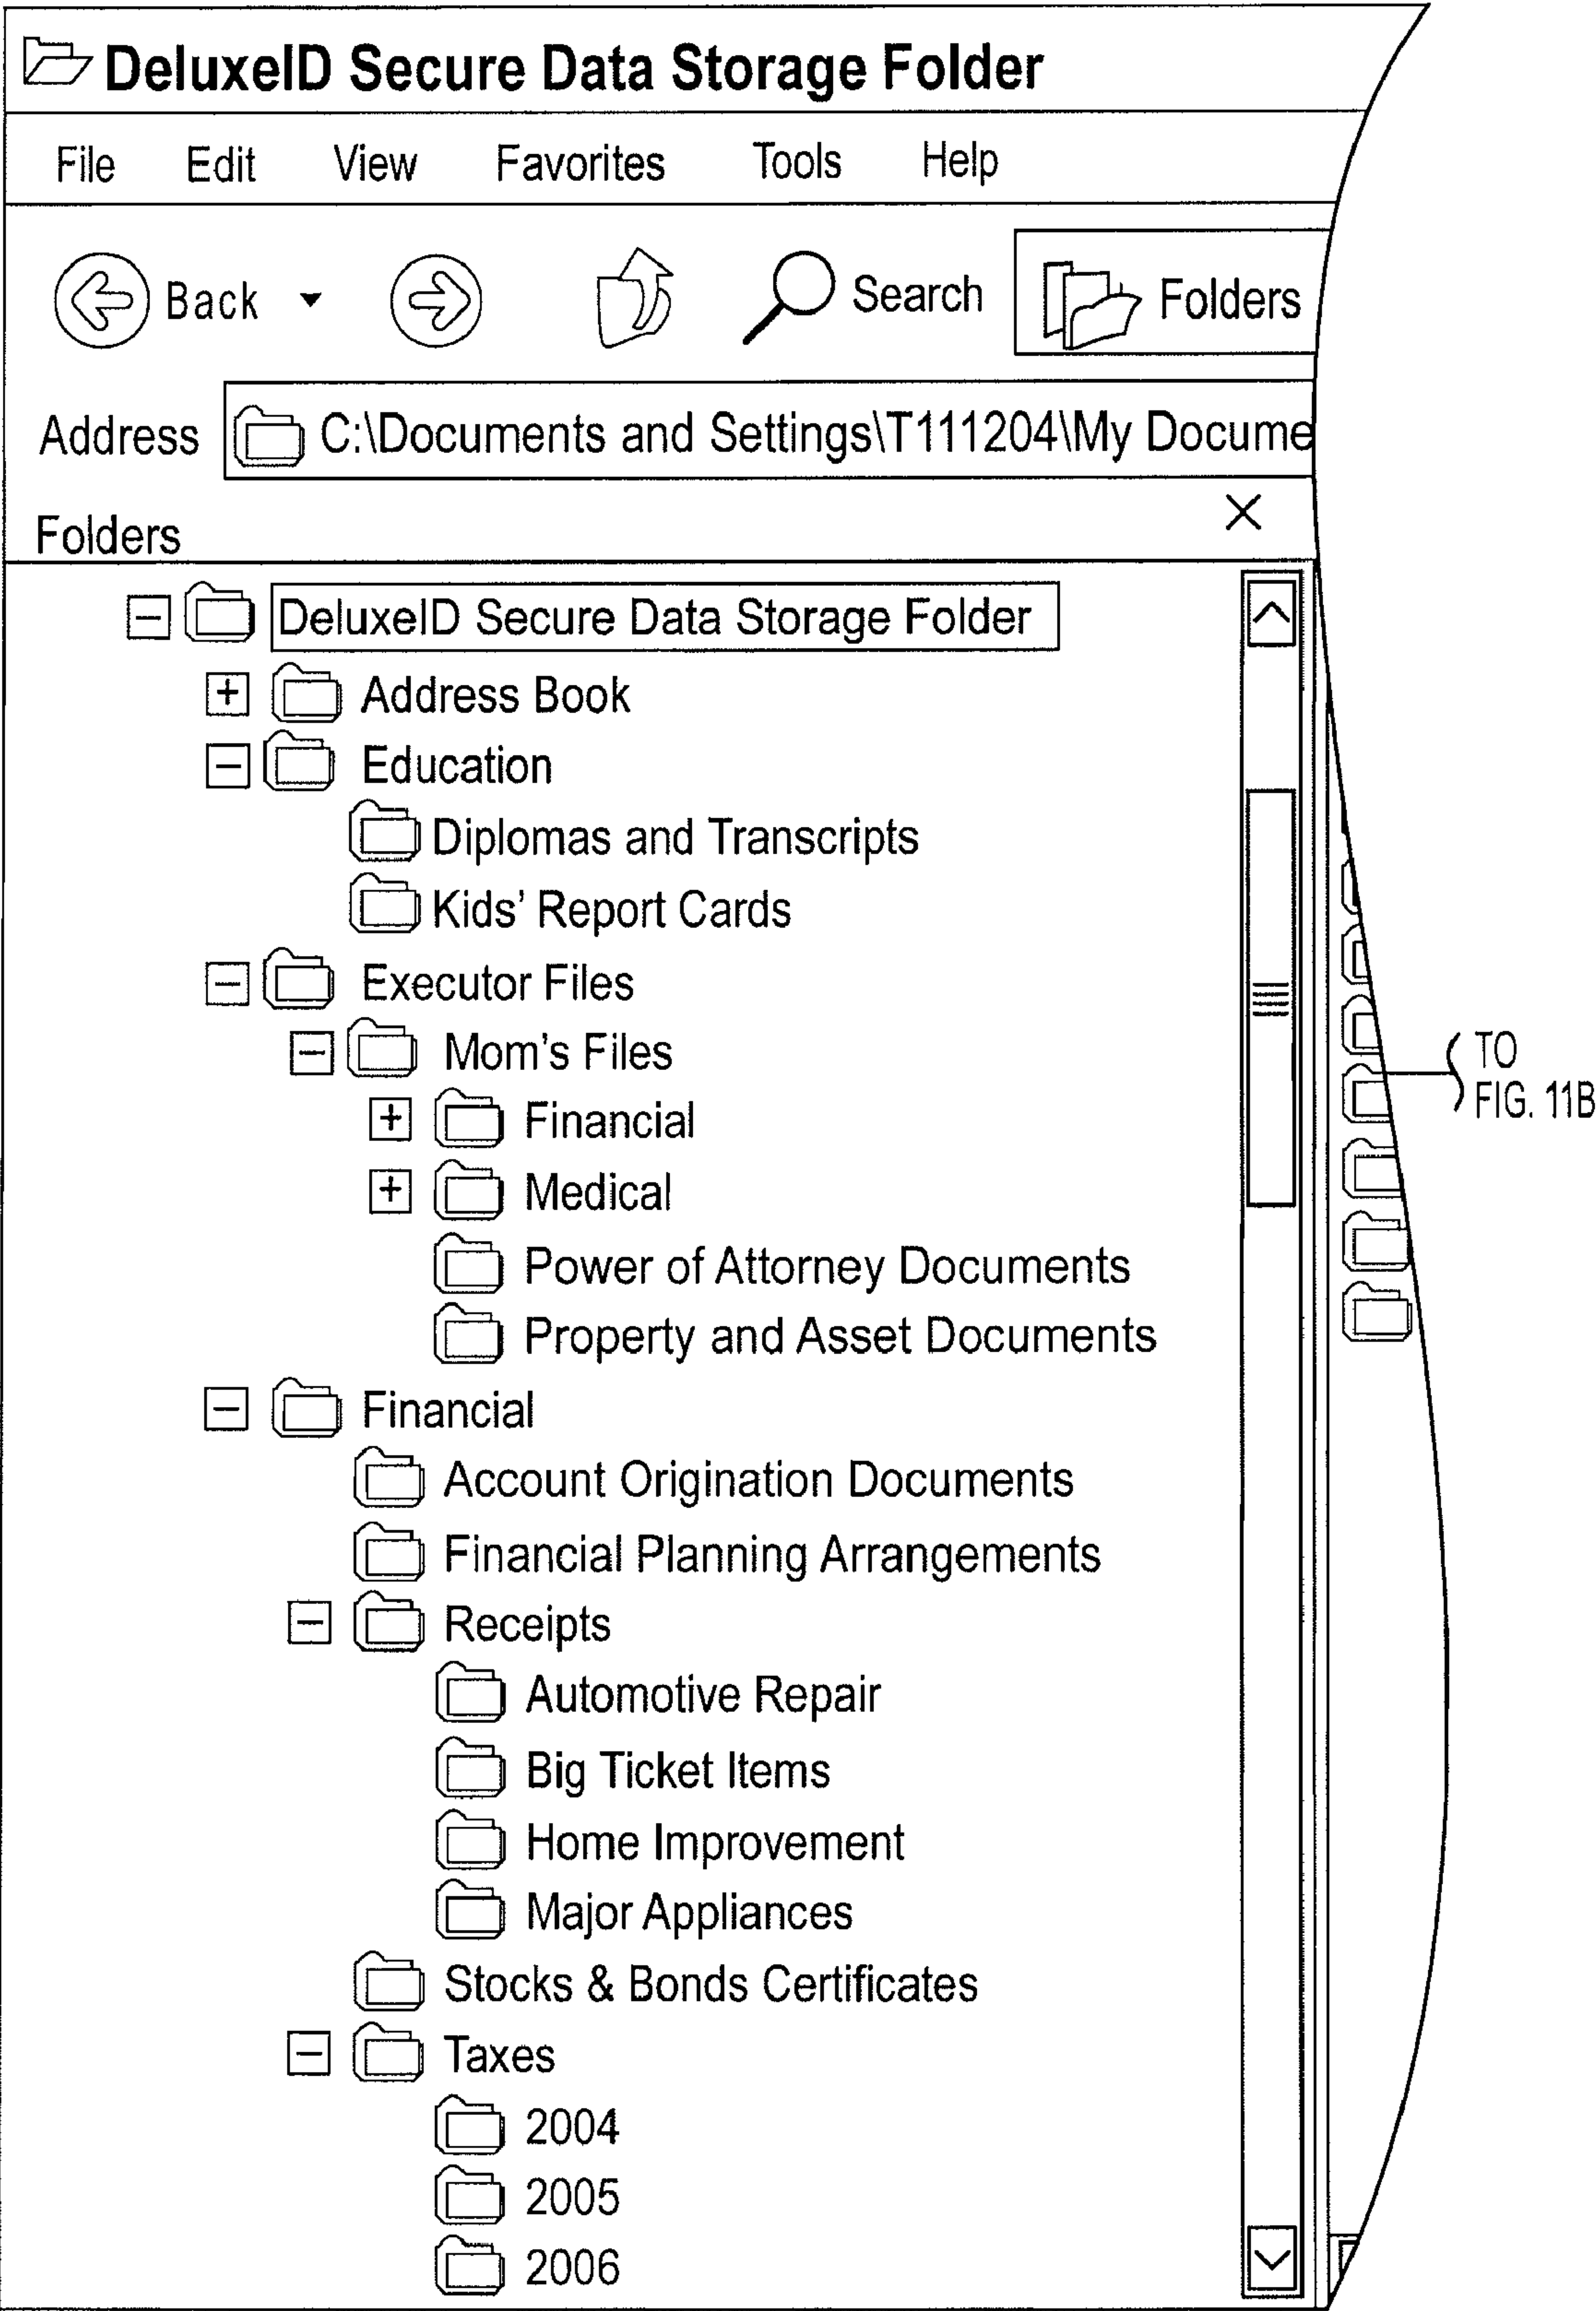 DeluxeID Secure Data Storage Folder
File Edit View Favorites Tools Help
Back Search Folders
Address C:\Documents and Settings\T111204\My Docume
Folders
DeluxeID Secure Data Storage Folder
Address Book
Education
Diplomas and Transcripts
Kids' Report Cards
Executor Files
Mom's Files
Financial
Medical
Power of Attorney Documents
Property and Asset Documents
Financial
Account Origination Documents
Financial Planning Arrangements
Receipts
Automotive Repair
Big Ticket Items
Home Improvement
Major Appliances
Stocks & Bonds Certificates
Taxes
2004
2005
2006
TO
FIG. 11B